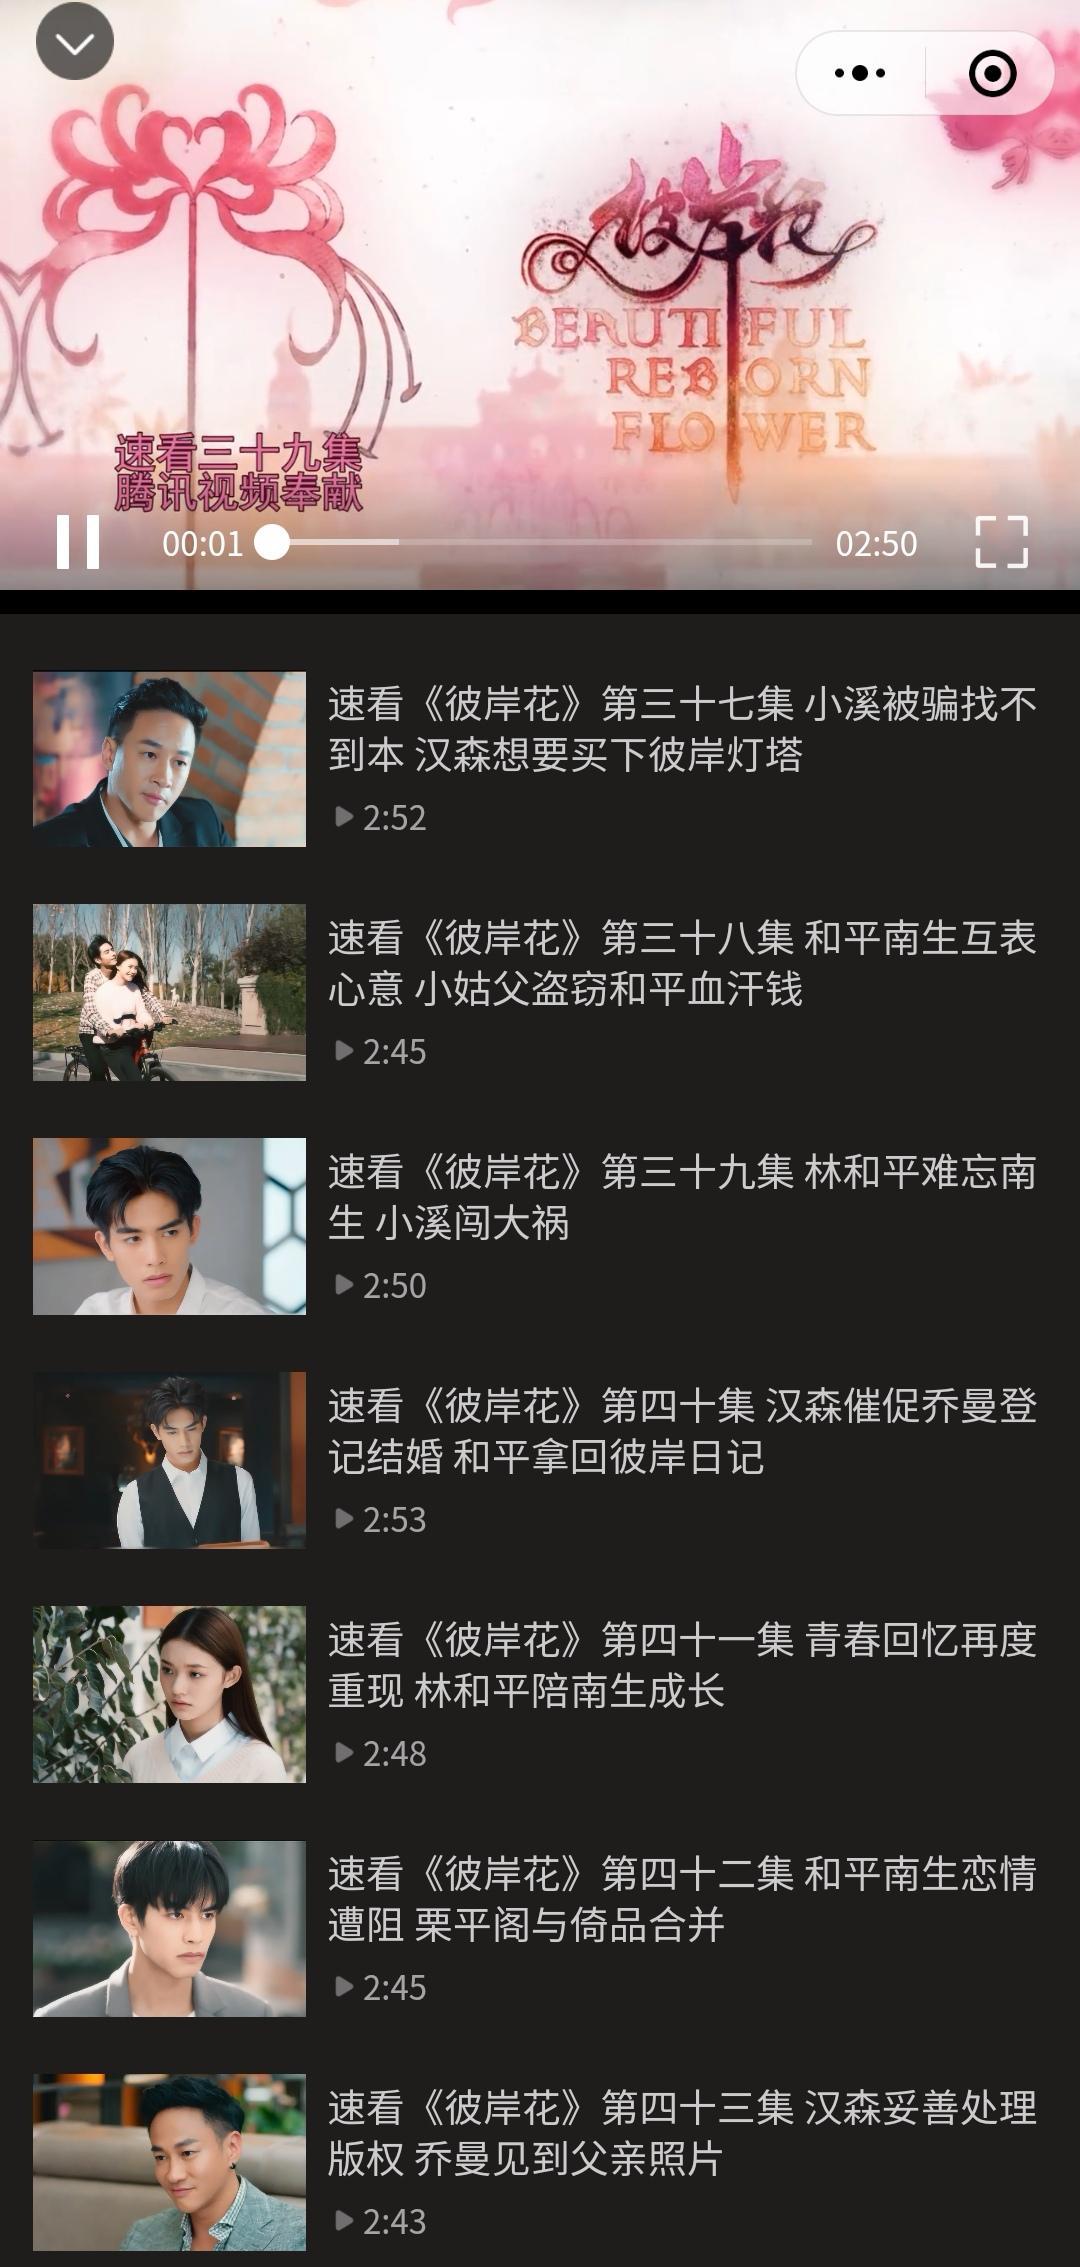 彼岸花
BEAUTIFUL
REBORN
FLOWER
速看三十九集
腾讯视频奉献
00:01
02:50
速看《彼岸花》第三十七集 小溪被骗找不
到本 汉森想要买下彼岸灯塔
2:52
速看《彼岸花》第三十八集 和平南生互表
心意 小姑父盗窃和平血汗钱
2:45
速看《彼岸花》第三十九集 林和平难忘南
生 小溪闯大祸
2:50
速看《彼岸花》第四十集 汉森催促乔曼登
记结婚 和平拿回彼岸日记
2:53
速看《彼岸花》第四十一集 青春回忆再度
重现 林和平陪南生成长
2:48
速看《彼岸花》第四十二集 和平南生恋情
遭阻 栗平阁与倚品合并
2:45
速看《彼岸花》第四十三集 汉森妥善处理
版权 乔曼见到父亲照片
2:43